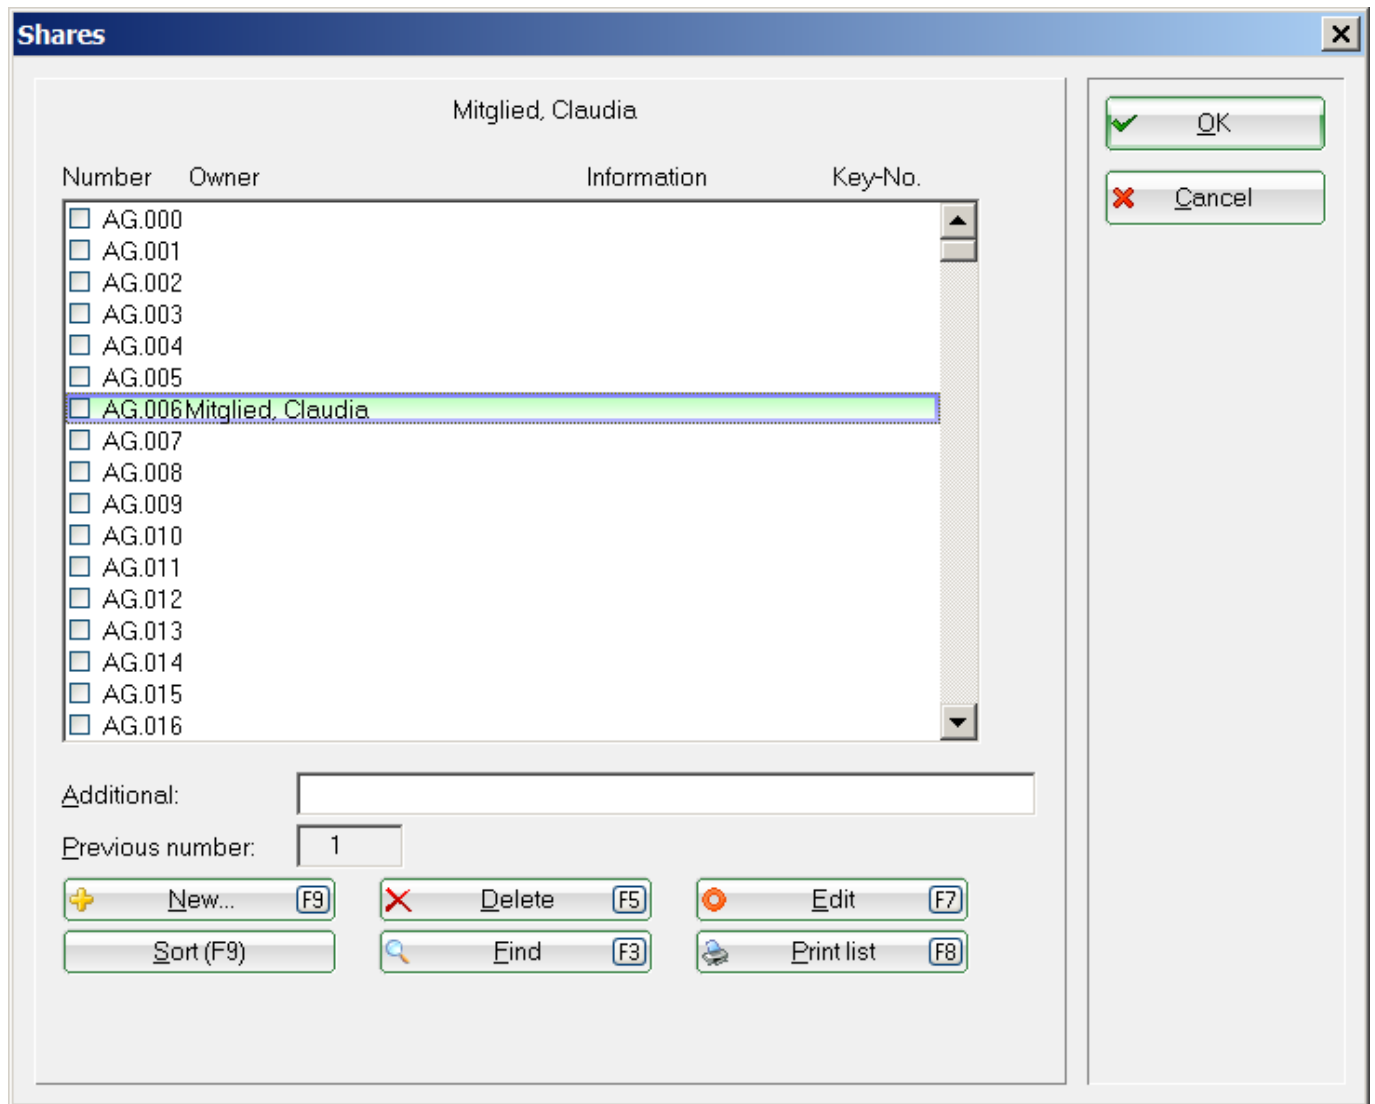 Shares
Mitglied, Claudia
OK
Cancel
Number Owner Information Key-No.
AG.000
AG.001
AG.002
AG.003
AG.004
AG.005
AG.006 Mitglied, Claudia
AG.007
AG.008
AG.009
AG.010
AG.011
AG.012
AG.013
AG.014
AG.015
AG.016
Additional:
Previous number: 1
New... F9 Delete F5 Edit F7
Sort (F9) Find F3 Print list F8